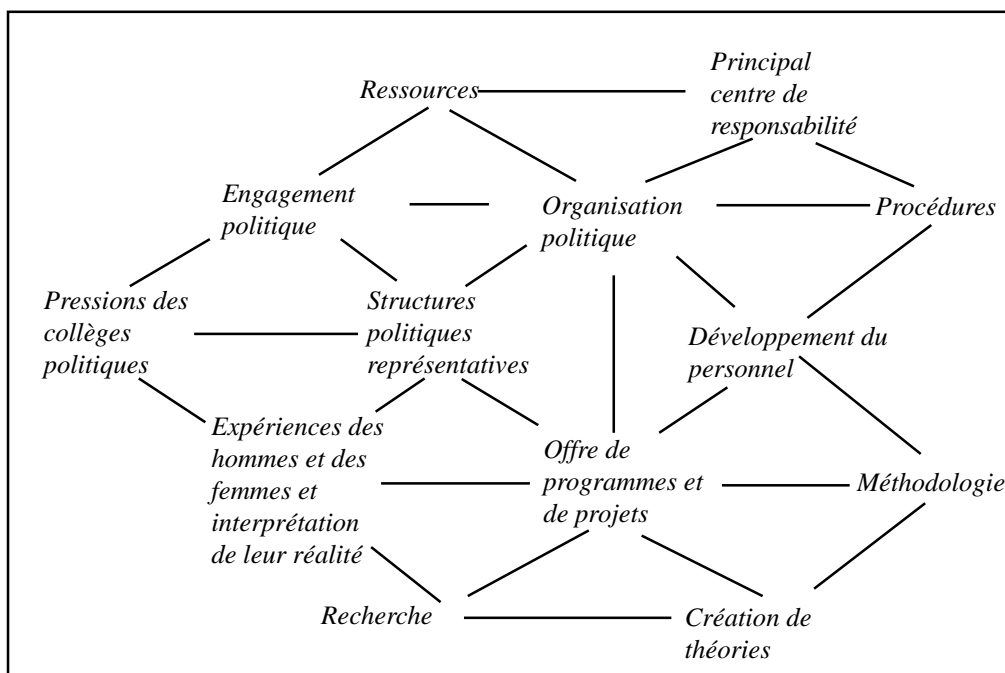 Ressources
Principal
centre de
responsabilité
Engagement
politique
Organisation
politique
Procédures
Pressions des
collèges
politiques
Structures
politiques
représentatives
Développement du
personnel
Expériences des
hommes et des
femmes et
interprétation
de leur réalité
Offre de
programmes et
de projets
Méthodologie
Recherche
Création de
théories